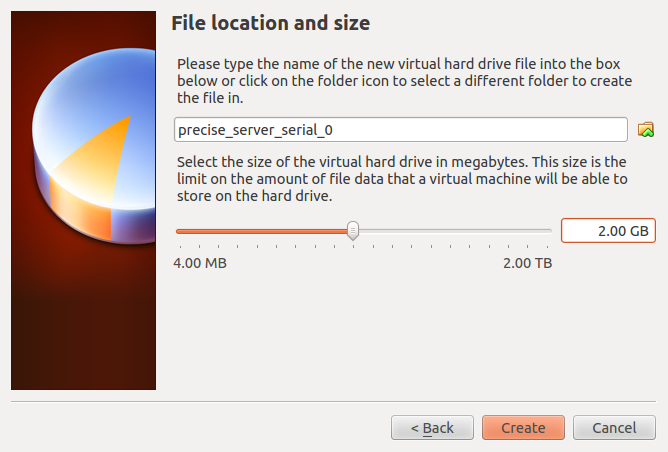 File location and size
Please type the name of the new virtual hard drive file into the box
below or click on the folder icon to select a different folder to create
the file in.
precise_server_serial_0
Select the size of the virtual hard drive in megabytes. This size is the
limit on the amount of file data that a virtual machine will be able to
store on the hard drive.
2.00 GB
4.00 MB 2.00 TB
< Back Create Cancel